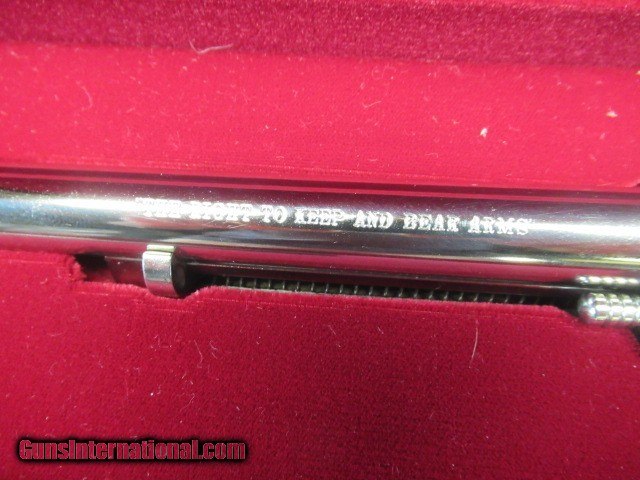 THE RIGHT TO KEEP AND BEAR ARMS
GunsInternational.com